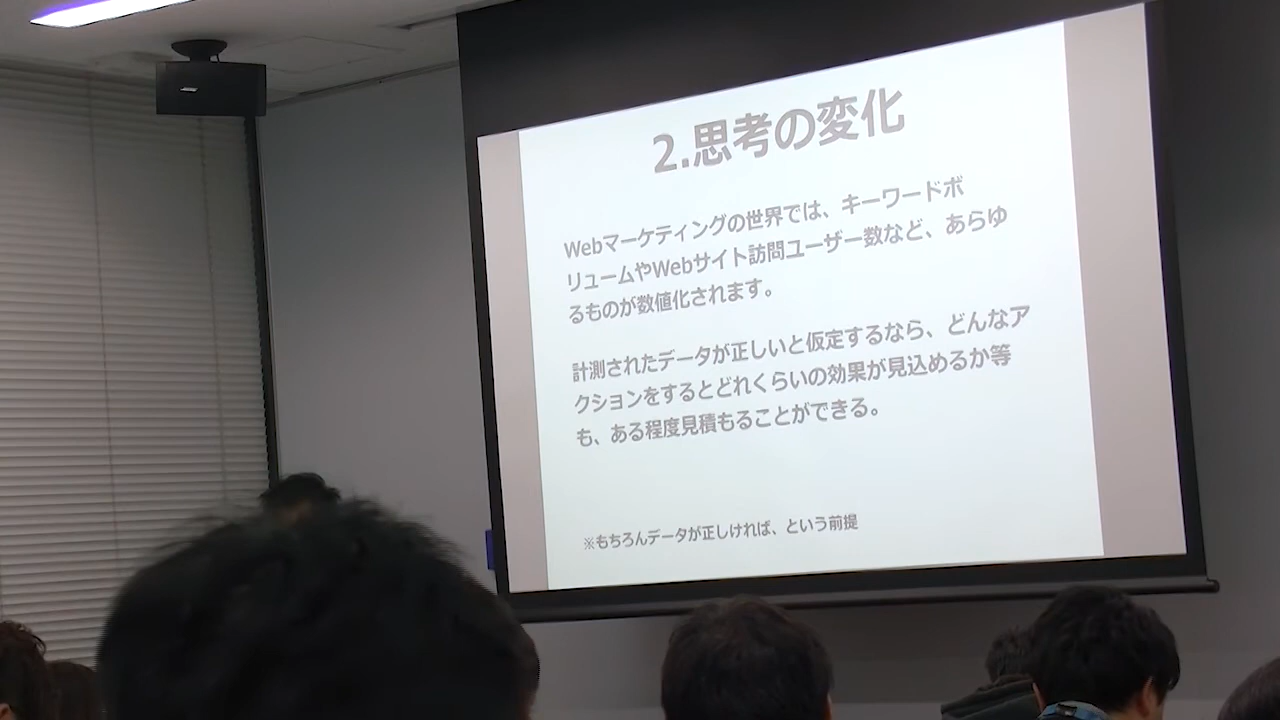 2.思考の変化
Webマーケティングの世界では、キーワードボ
リュームやWebサイト訪問ユーザー数など、あらゆ
るものが数値化されます。
計測されたデータが正しいと仮定するなら、どんなア
クションをするとどれくらいの効果が見込めるか等
も、ある程度見積もることができる。
※もちろんデータが正しければ、という前提